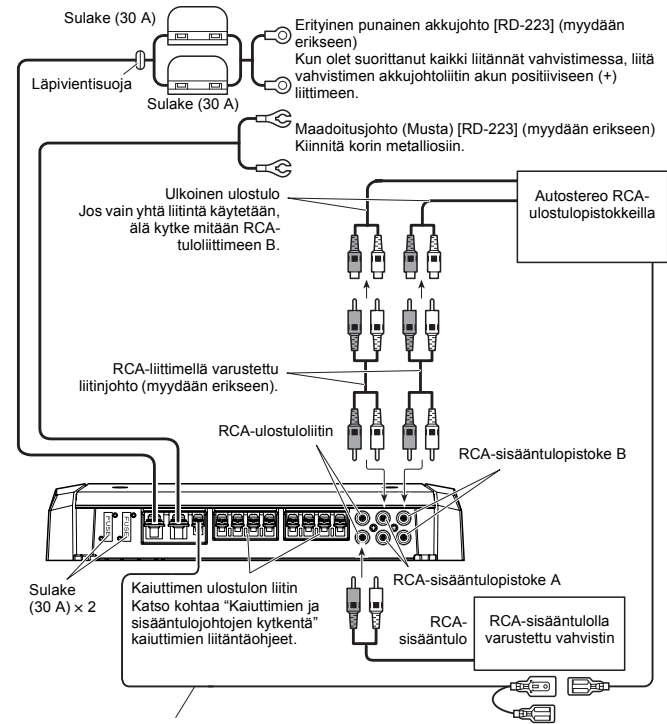 Sulake (30 A)
Erityinen punainen akkujohto [RD-223] (myydään
erikseen)
Kun olet suorittanut kaikki liitännät vahvistimessa, liitä
vahvistimen akkujohtoliitin akun positiiviseen (+)
liittimeen.
Läpivientisuoja
Sulake (30 A)
Maadoitusjohto (Musta) [RD-223] (myydään erikseen)
Kiinnitä korin metalliosiin.
Ulkoinen ulostulo
Jos vain yhtä liitintä käytetään,
älä kytke mitään RCA-
tuloliittimeen B.
Autostereo RCA-
ulostulopistokkeilla
RCA-liittimellä varustettu
liitinjohto (myydään erikseen).
RCA-ulostuloliitin
RCA-sisääntulopistoke B
FUSE
FUSE
Sulake
(30 A) × 2
Kaiuttimen ulostulon liitin
Katso kohtaa “Kaiuttimien ja
sisääntulojohtojen kytkentä”
kaiuttimien liitäntäohjeet.
RCA-sisääntulopistoke A
RCA-
sisääntulo
RCA-sisääntulolla
varustettu vahvistin